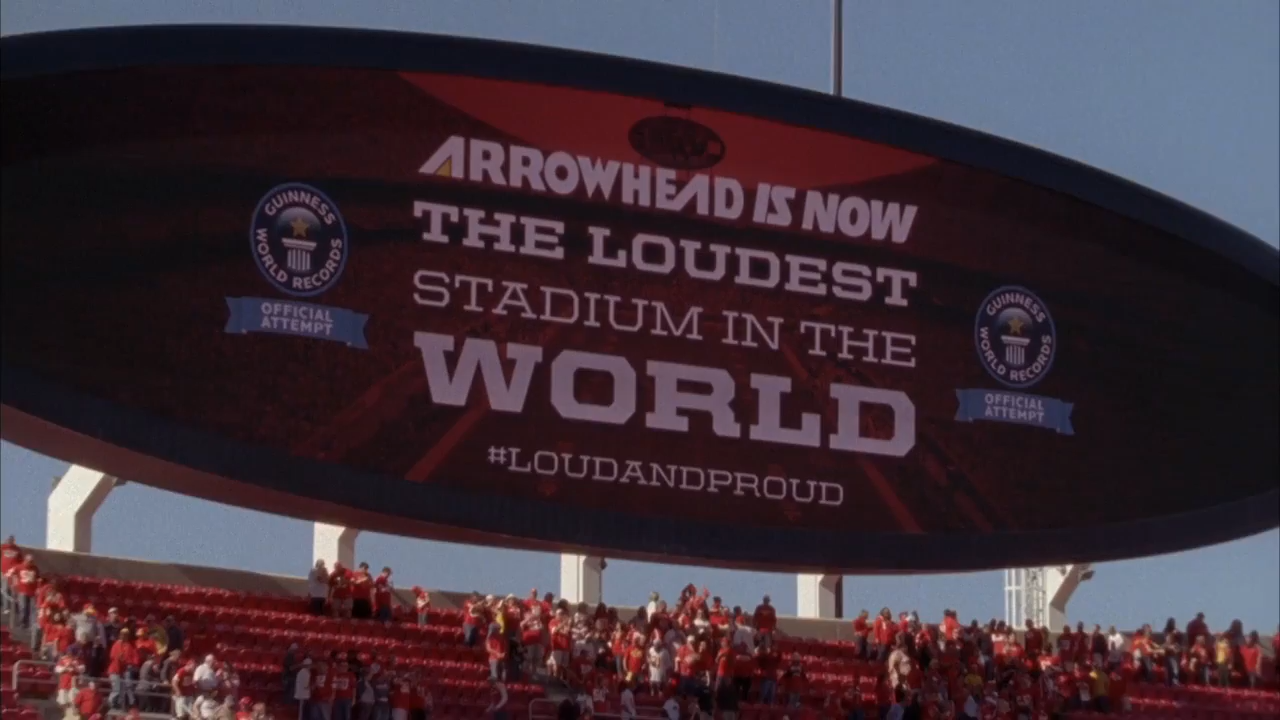 ARROWHEAD IS NOW
THE LOUDEST
STADIUM IN THE
WORLD
#LOUDANDPROUD
GUINNESS
WORLD RECORDS
OFFICIAL
ATTEMPT
GUINNESS
WORLD RECORDS
OFFICIAL
ATTEMPT